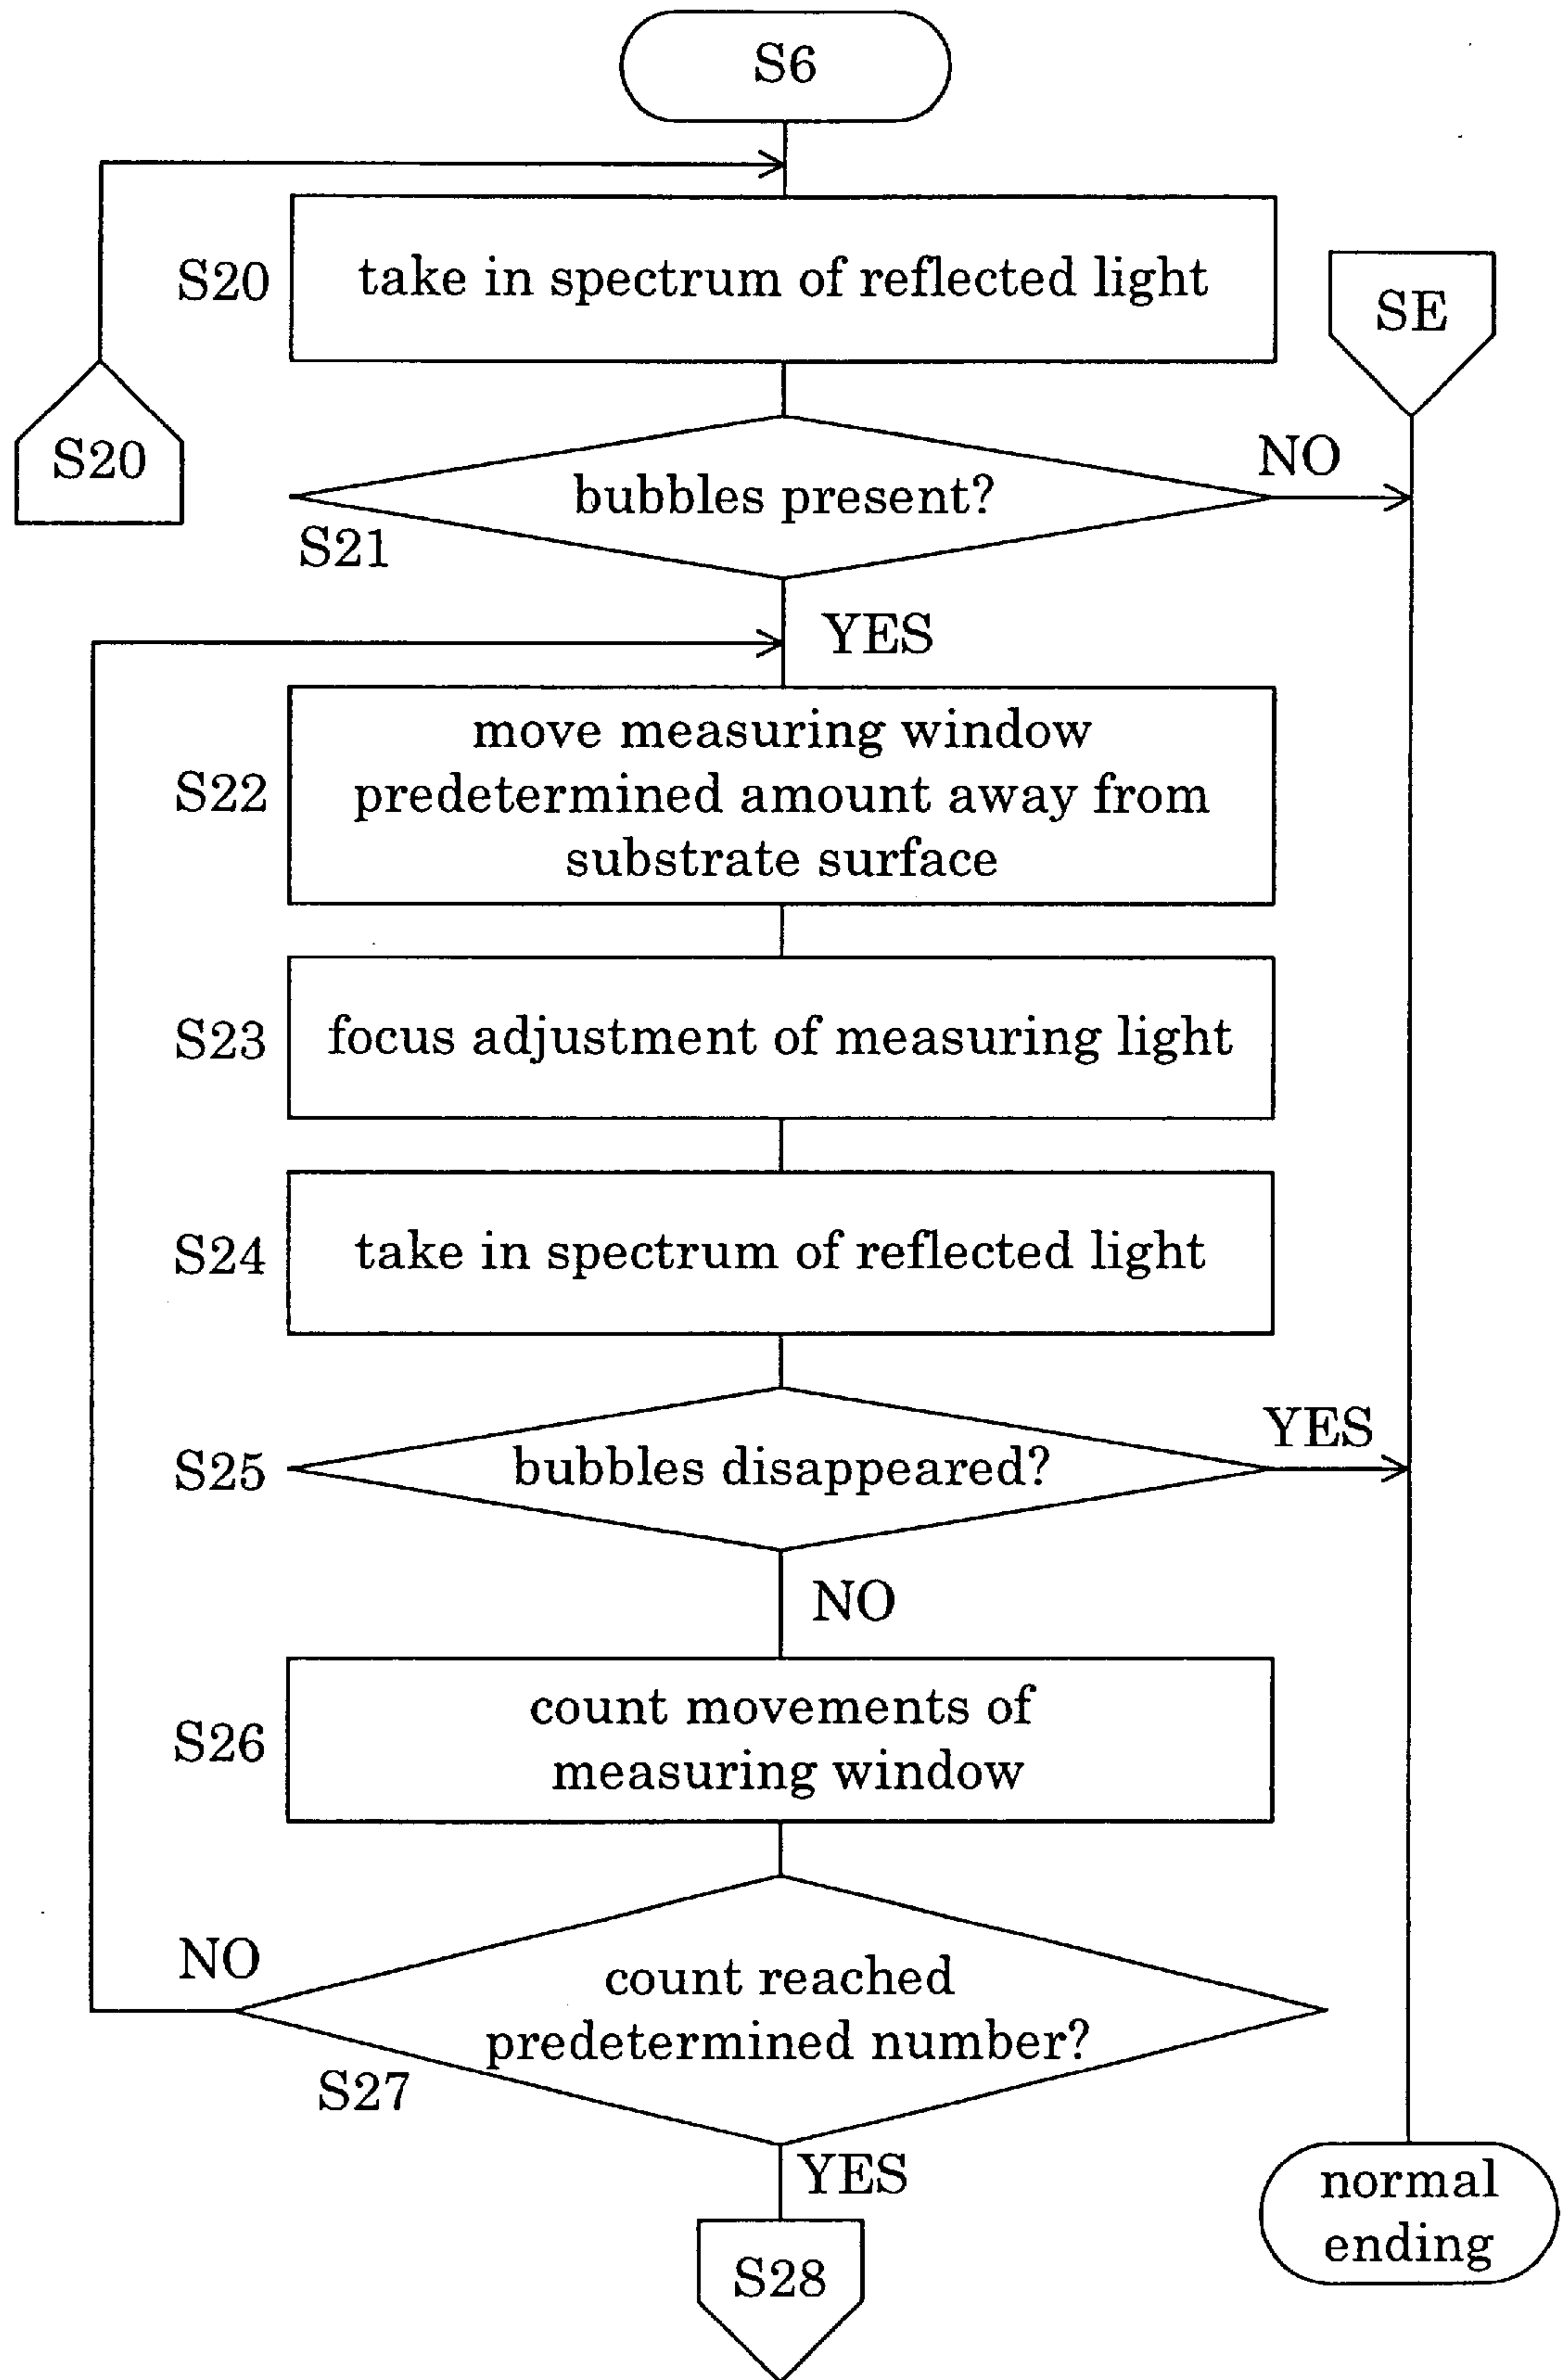 S6
S20
take in spectrum of reflected light
SE
S20
bubbles present?
NO
S21
YES
S22
move measuring window
predetermined amount away from
substrate surface
S23
focus adjustment of measuring light
S24
take in spectrum of reflected light
S25
bubbles disappeared?
YES
NO
S26
count movements of
measuring window
NO
count reached
predetermined number?
S27
YES
S28
normal
ending